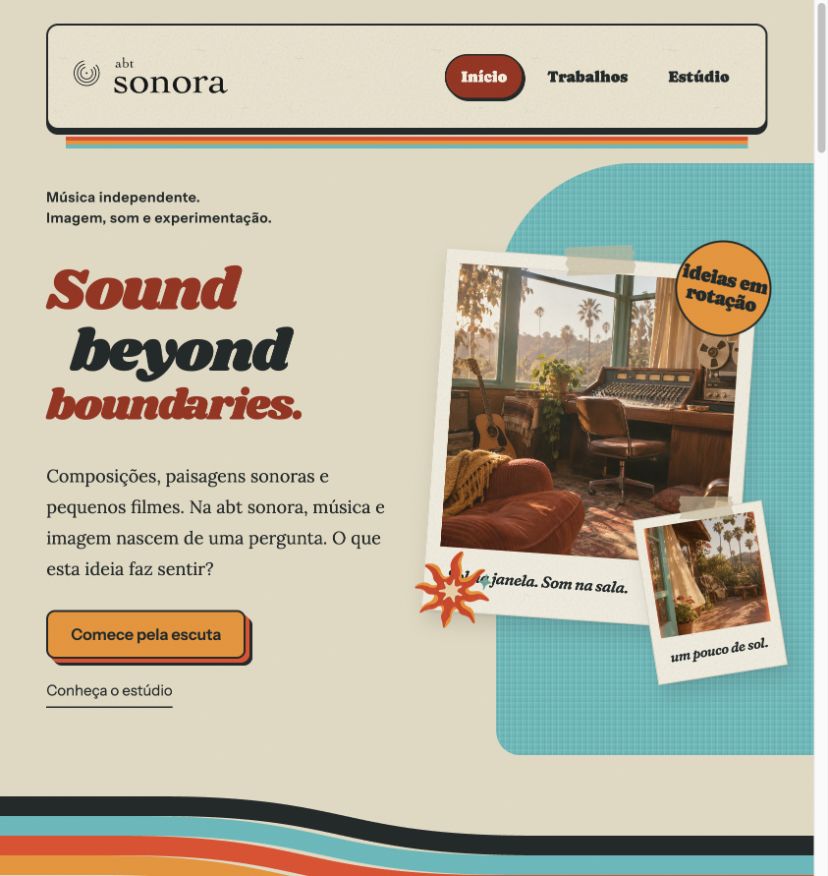 abt
sonora
Início
Trabalhos
Estúdio
Música independente.
Imagem, som e experimentação.
Sound
beyond
boundaries.
Composições, paisagens sonoras e
pequenos filmes. Na abt sonora, música e
imagem nascem de uma pergunta. O que
esta ideia faz sentir?
Comece pela escuta
Conheça o estúdio
ideias em
rotação
janela. Som na sala.
um pouco de sol.